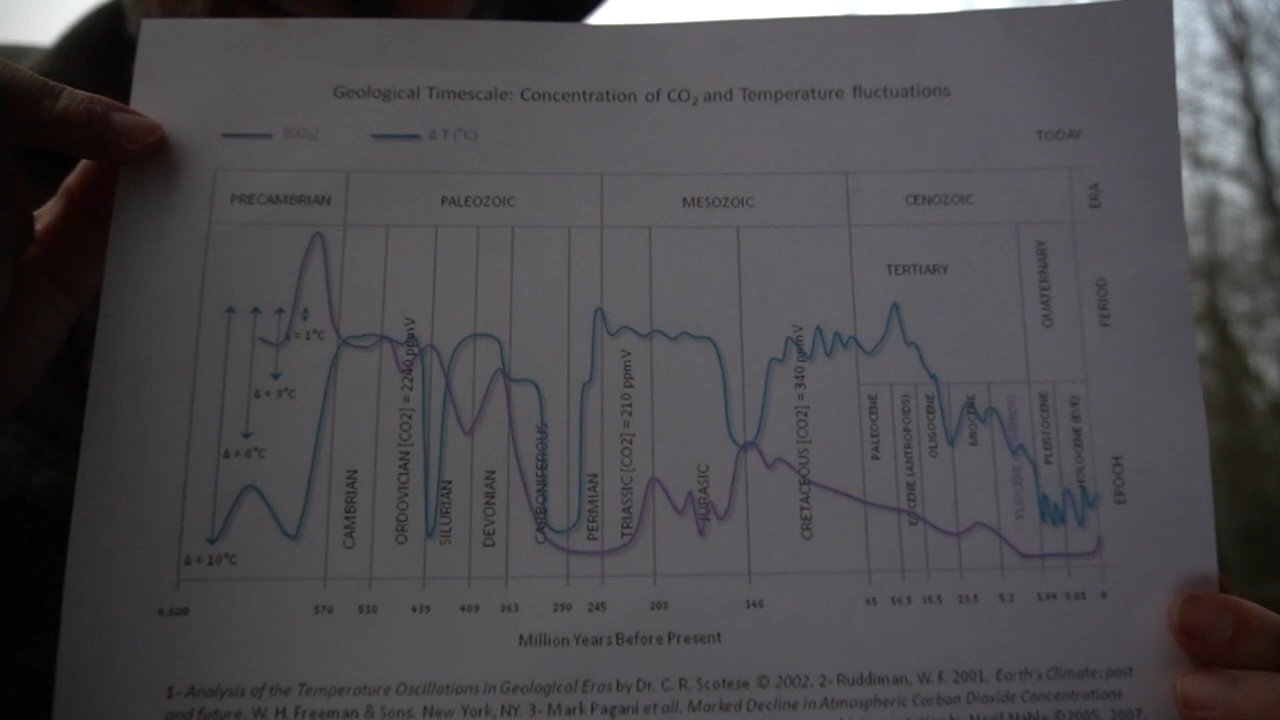 Geological Timescale: Concentration of CO2 and Temperature fluctuations
[CO2] Δ T (°C)
TODAY
PRECAMBRIAN PALEOZOIC MESOZOIC CENOZOIC ERA
TERTIARY QUATERNARY PERIOD
Δ = 1°C
Δ = 3°C
Δ = 6°C
Δ = 10°C
CAMBRIAN
ORDOVICIAN [CO2] = 2240 ppmV
SILURIAN
DEVONIAN
CARBONIFEROUS
PERMIAN
TRIASSIC [CO2] = 210 ppmV
JURASIC
CRETACEOUS [CO2] = 340 ppmV
PALEOCENE
EOCENE (ANTROPOIDS)
OLIGOCENE
MIOCENE
PLEISTOCENE
HOLOCENE (EVE)
EPOCH
570 510 439 409 363 290 245 208 146 65 56.5 35.5 23.5 5.2 1.64 0.01 0
Million Years Before Present
1- Analysis of the Temperature Oscillations in Geological Eras by Dr. C. R. Scotese © 2002. 2- Ruddiman, W. F. 2001. Earth's Climate: past
and future. W. H. Freeman & Sons. New York, NY. 3- Mark Pagani et all. Marked Decline in Atmospheric Carbon Dioxide Concentrations